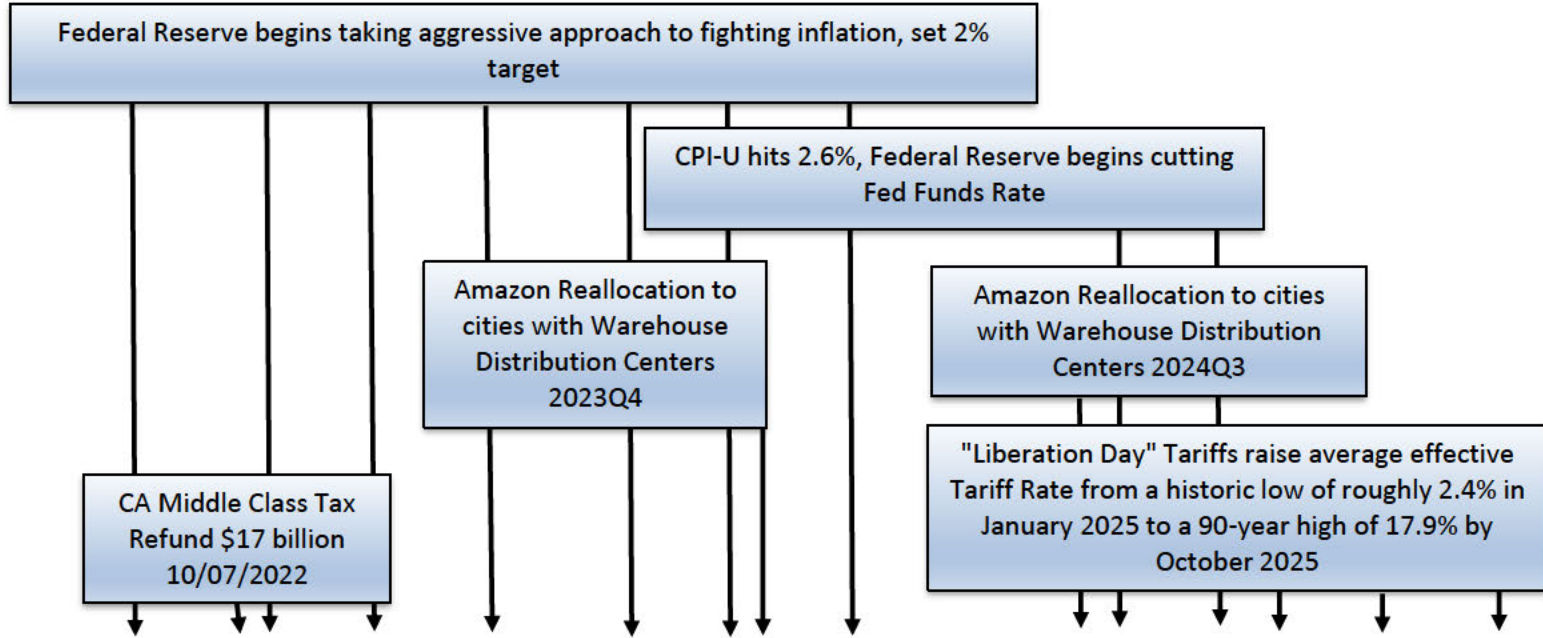 Federal Reserve begins taking aggressive approach to fighting inflation, set 2%
target
CPI-U hits 2.6%, Federal Reserve begins cutting
Fed Funds Rate
Amazon Reallocation to
cities with Warehouse
Distribution Centers
2023Q4
Amazon Reallocation to cities
with Warehouse Distribution
Centers 2024Q3
CA Middle Class Tax
Refund $17 billion
10/07/2022
"Liberation Day" Tariffs raise average effective
Tariff Rate from a historic low of roughly 2.4% in
January 2025 to a 90-year high of 17.9% by
October 2025